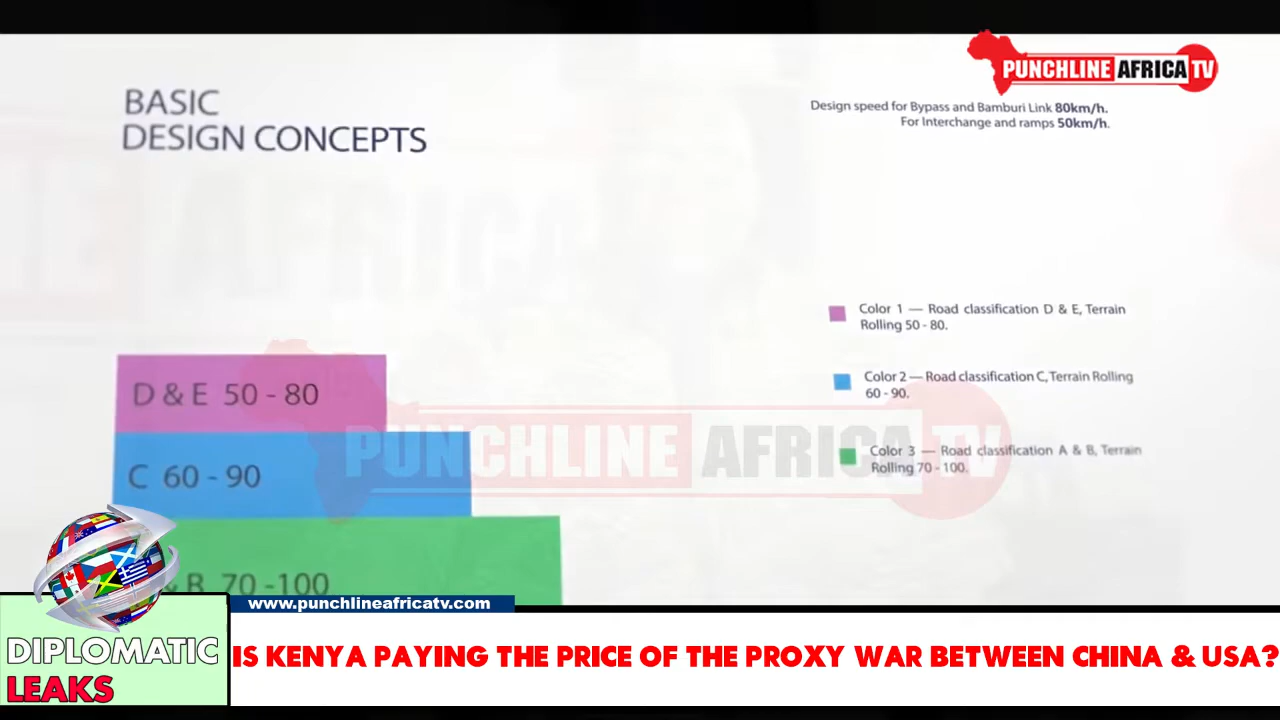 PUNCHLINE AFRICA TV
BASIC
DESIGN CONCEPTS
Design speed for Bypass and Bamburi Link 80km/h.
For Interchange and ramps 50km/h.
Color 1 — Road classification D & E, Terrain
Rolling 50 - 80.
Color 2 — Road classification C, Terrain Rolling
60 - 90.
Color 3 — Road classification A & B, Terrain
Rolling 70 - 100.
D & E 50 - 80
C 60 - 90
& B 70 -100
PUNCHLINE AFRICA TV
www.punchlineafricatv.com
DIPLOMATIC
LEAKS
IS KENYA PAYING THE PRICE OF THE PROXY WAR BETWEEN CHINA & USA?